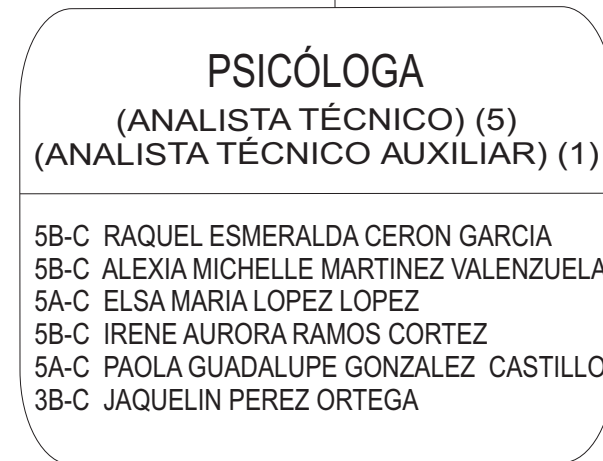 PSICÓLOGA
(ANALISTA TÉCNICO) (5)
(ANALISTA TÉCNICO AUXILIAR) (1)
5B-C RAQUEL ESMERALDA CERON GARCIA
5B-C ALEXIA MICHELLE MARTINEZ VALENZUELA
5A-C ELSA MARIA LOPEZ LOPEZ
5B-C IRENE AURORA RAMOS CORTEZ
5A-C PAOLA GUADALUPE GONZALEZ CASTILLO
3B-C JAQUELIN PEREZ ORTEGA